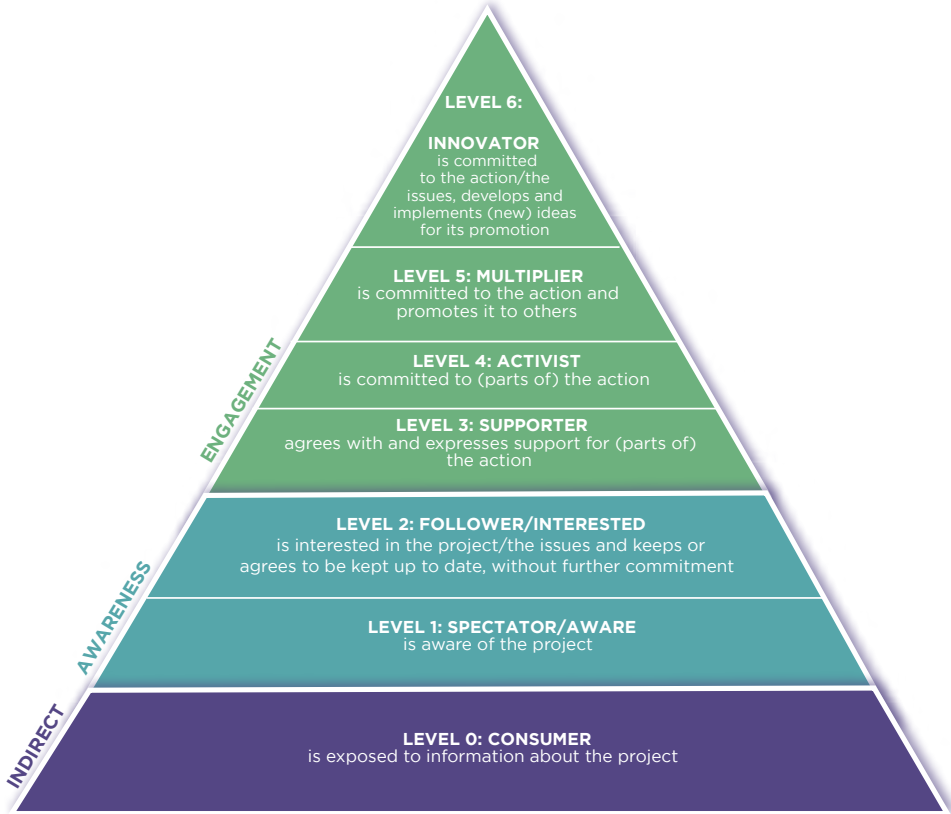 LEVEL 6:
INNOVATOR
is committed
to the action/the
issues, develops and
implements (new) ideas
for its promotion
LEVEL 5: MULTIPLIER
is committed to the action and
promotes it to others
LEVEL 4: ACTIVIST
is committed to (parts of) the action
LEVEL 3: SUPPORTER
agrees with and expresses support for (parts of)
the action
ENGAGEMENT
LEVEL 2: FOLLOWER/INTERESTED
is interested in the project/the issues and keeps or
agrees to be kept up to date, without further commitment
LEVEL 1: SPECTATOR/AWARE
is aware of the project
AWARENESS
LEVEL 0: CONSUMER
is exposed to information about the project
INDIRECT